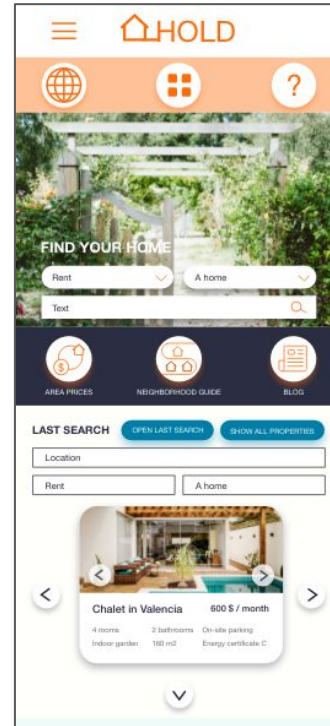 HOLD
?
FIND YOUR HOME
Rent A home
Text
$
AREA PRICES NEIGHBORHOOD GUIDE BLOG
LAST SEARCH OPEN LAST SEARCH SHOW ALL PROPERTIES
Location
Rent A home
Chalet in Valencia 600 $ / month
4 rooms 2 bathrooms On-site parking
Indoor garden 160 m2 Energy certificate C